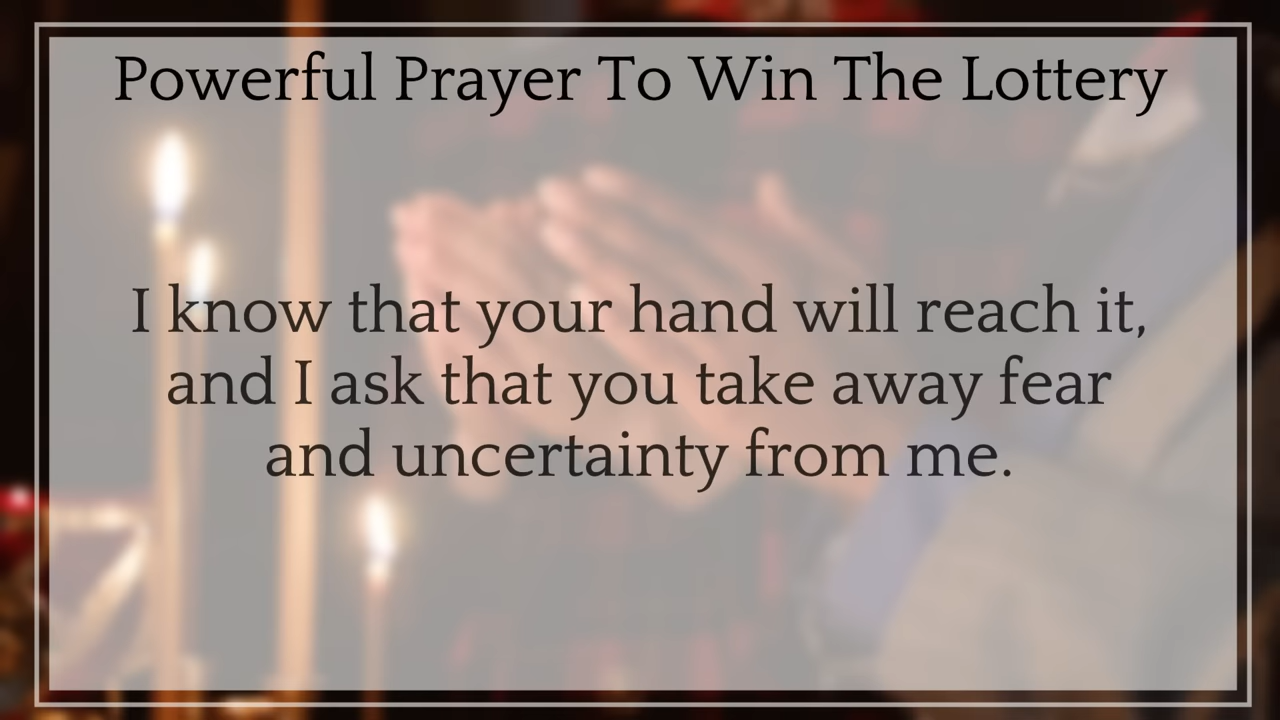 Powerful Prayer To Win The Lottery
I know that your hand will reach it,
and I ask that you take away fear
and uncertainty from me.